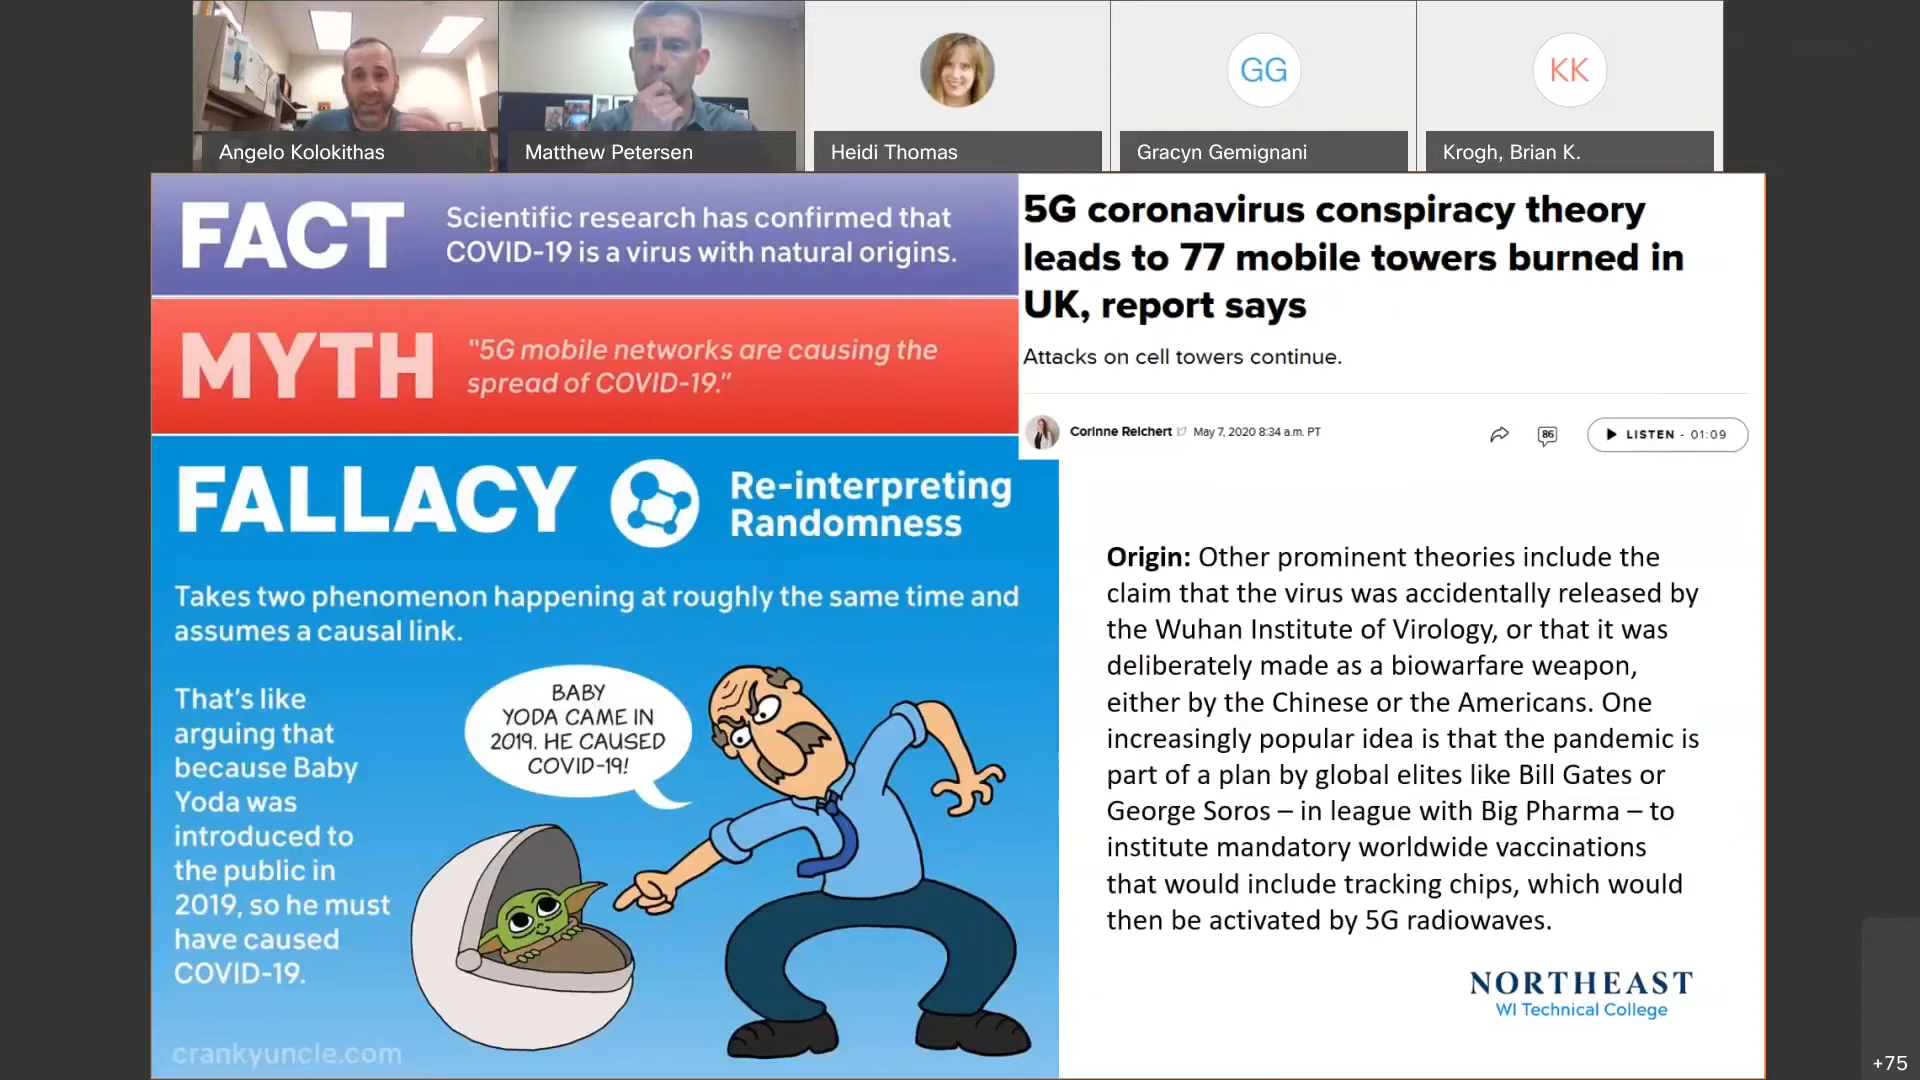 Angelo Kolokithas
Matthew Petersen
Heidi Thomas
GG
Gracyn Gemignani
KK
Krogh, Brian K.
FACT
Scientific research has confirmed that
COVID-19 is a virus with natural origins.
MYTH
"5G mobile networks are causing the
spread of COVID-19."
FALLACY
Re-interpreting
Randomness
Takes two phenomenon happening at roughly the same time and
assumes a causal link.
That's like
arguing that
because Baby
Yoda was
introduced to
the public in
2019, so he must
have caused
COVID-19.
BABY
YODA CAME IN
2019. HE CAUSED
COVID-19!
crankyuncle.com
5G coronavirus conspiracy theory
leads to 77 mobile towers burned in
UK, report says
Attacks on cell towers continue.
Corinne Reichert May 7, 2020 8:34 a.m. PT
86
LISTEN - 01:09
Origin: Other prominent theories include the
claim that the virus was accidentally released by
the Wuhan Institute of Virology, or that it was
deliberately made as a biowarfare weapon,
either by the Chinese or the Americans. One
increasingly popular idea is that the pandemic is
part of a plan by global elites like Bill Gates or
George Soros – in league with Big Pharma – to
institute mandatory worldwide vaccinations
that would include tracking chips, which would
then be activated by 5G radiowaves.
NORTHEAST
WI Technical College
+75